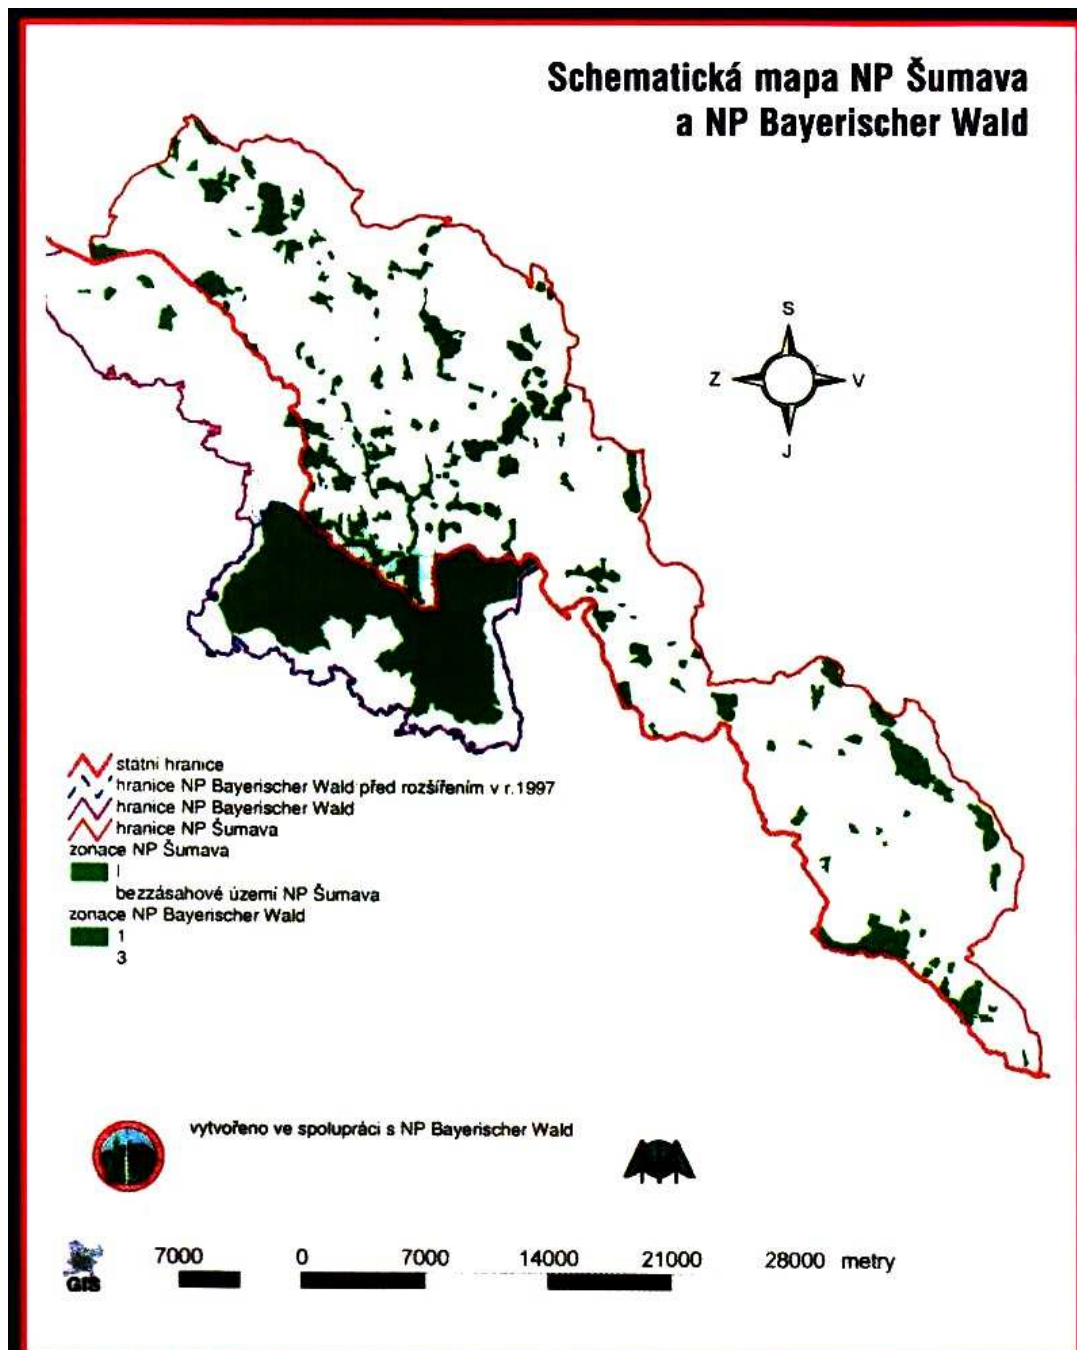 Schematická mapa NP Šumava
a NP Bayerischer Wald
S
Z
V
J
státní hranice
hranice NP Bayerischer Wald před rozšířením v r.1997
hranice NP Bayerischer Wald
hranice NP Šumava
zonace NP Šumava
I
bezzásahové území NP Šumava
zonace NP Bayerischer Wald
1
3
vytvořeno ve spolupráci s NP Bayerischer Wald
GIS
7000 0 7000 14000 21000 28000 metry